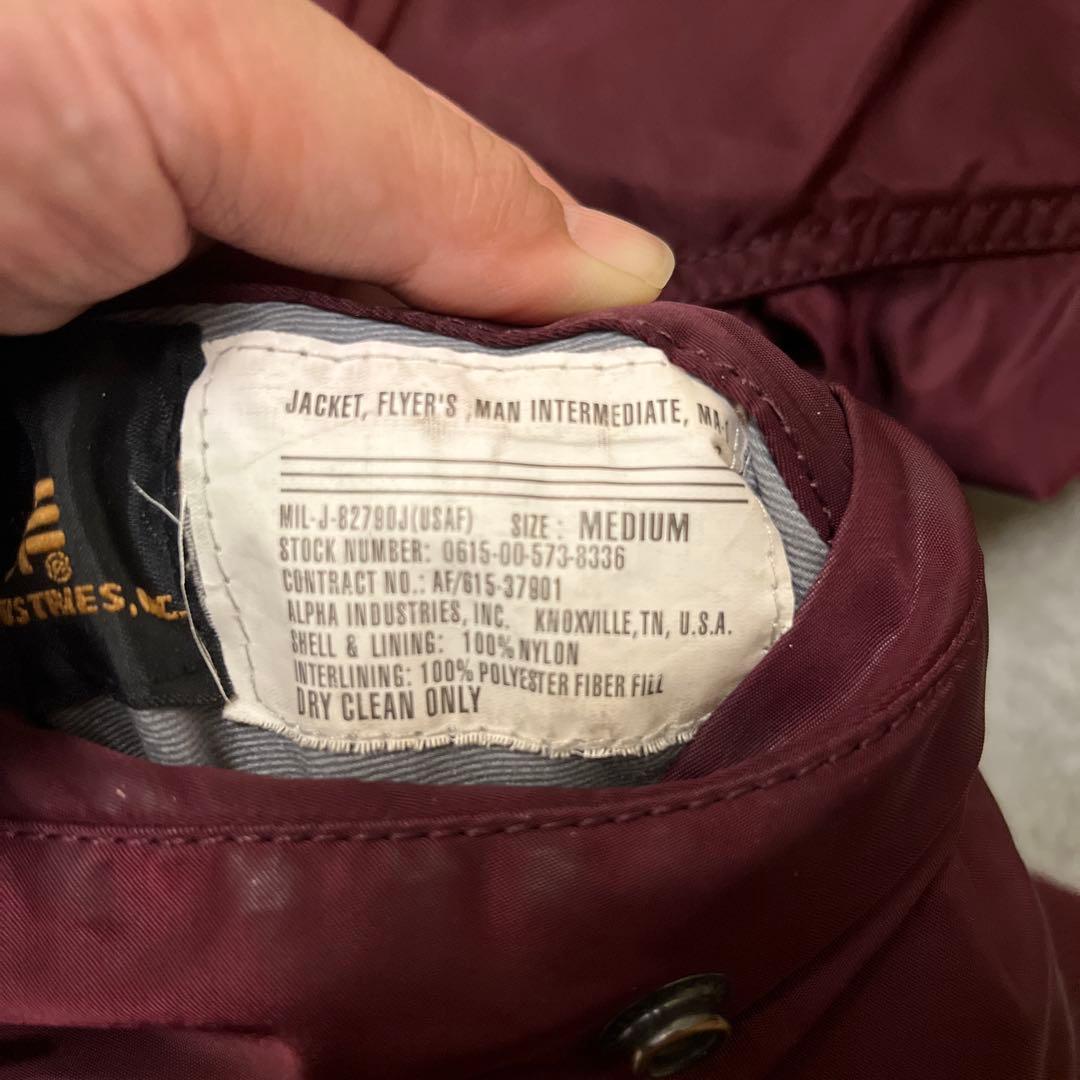 JACKET, FLYER'S ,MAN INTERMEDIATE, MA-1
MIL-J-82790J(USAF) SIZE: MEDIUM
STOCK NUMBER: 0615-00-573-8336
CONTRACT NO.: AF/615-37901
ALPHA INDUSTRIES, INC. KNOXVILLE,TN, U.S.A.
SHELL & LINING: 100% NYLON
INTERLINING: 100% POLYESTER FIBER FILL
DRY CLEAN ONLY
®